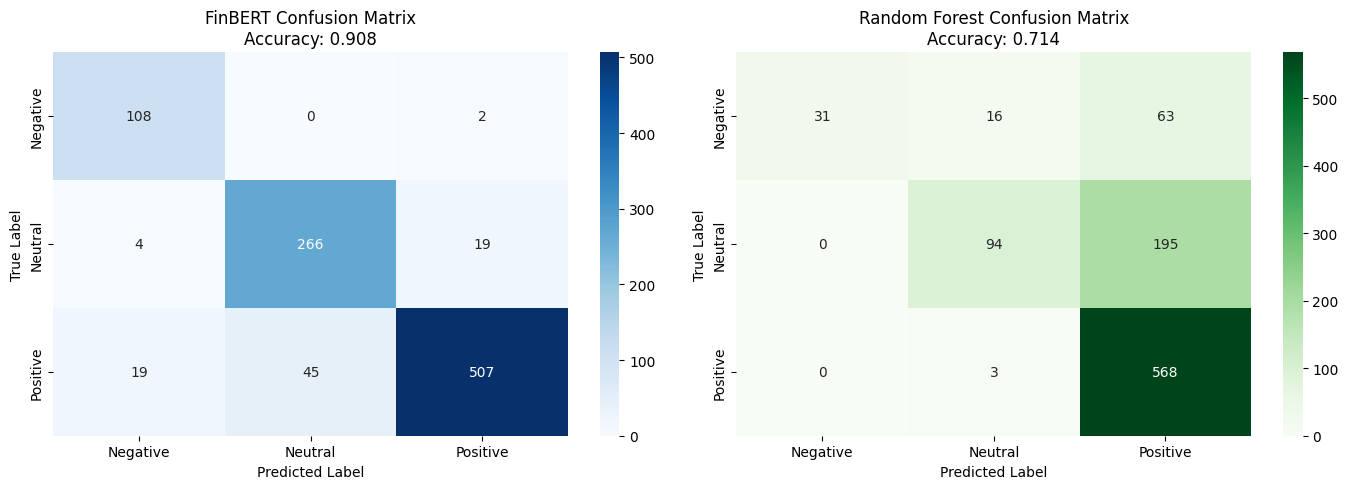 FinBERT Confusion Matrix
Accuracy: 0.908
Negative
Neutral
Positive
True Label
108 0 2
4 266 19
19 45 507
Negative Neutral Positive
Predicted Label
500
400
300
200
100
0
Random Forest Confusion Matrix
Accuracy: 0.714
Negative
Neutral
Positive
True Label
31 16 63
0 94 195
0 3 568
Negative Neutral Positive
Predicted Label
500
400
300
200
100
0